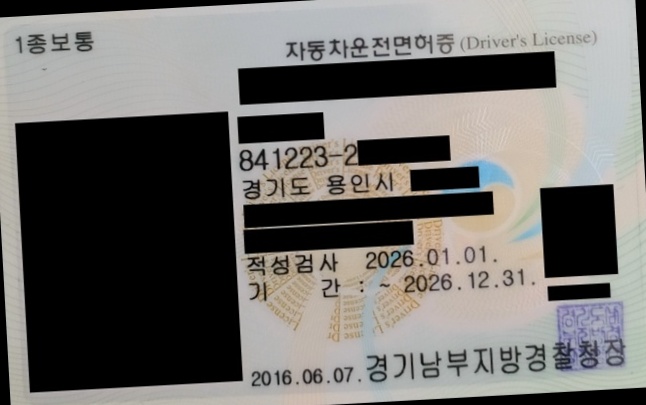 1종보통
자동차운전면허증 (Driver's License)
841223-2
경기도 용인시
적성검사 2026.01.01.
기 간 : ~ 2026.12.31.
2016.06.07. 경기남부지방경찰청장